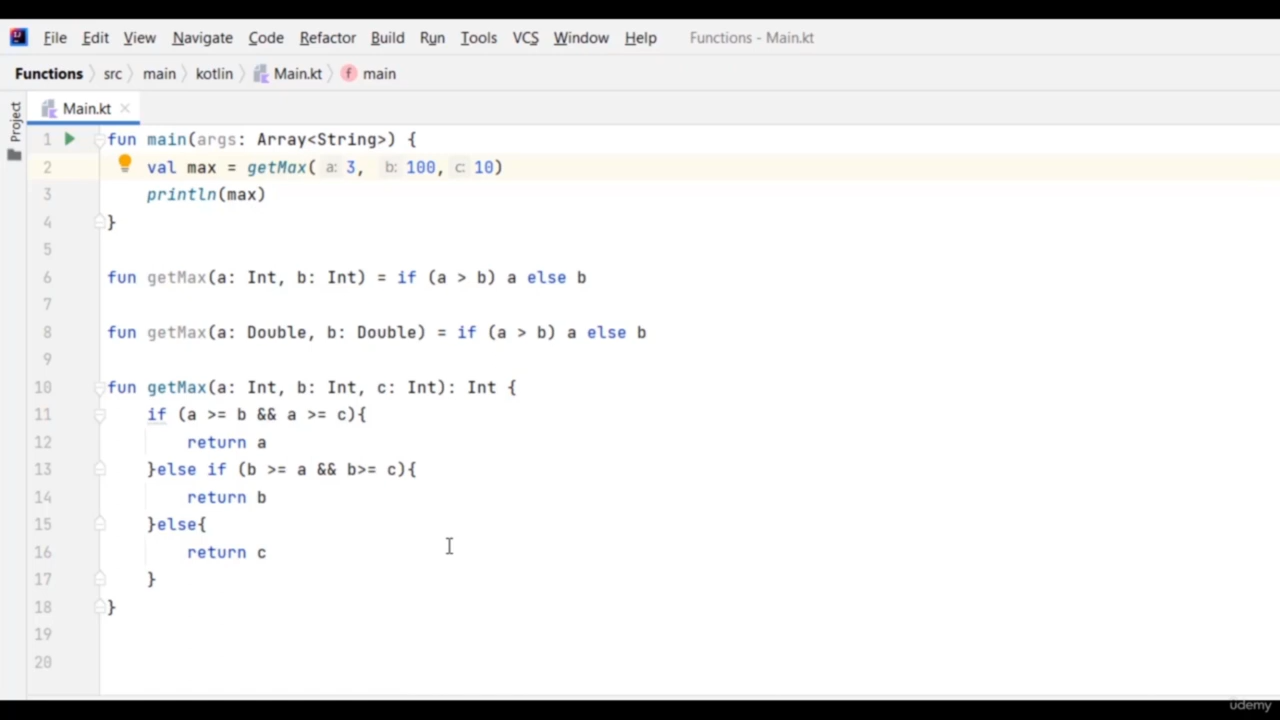 File Edit View Navigate Code Refactor Build Run Tools VCS Window Help Functions - Main.kt
Functions src main kotlin Main.kt main
Project
Main.kt
1 fun main(args: Array<String>) {
2 val max = getMax( a: 3, b: 100, c: 10)
3 println(max)
4 }
5
6 fun getMax(a: Int, b: Int) = if (a > b) a else b
7
8 fun getMax(a: Double, b: Double) = if (a > b) a else b
9
10 fun getMax(a: Int, b: Int, c: Int): Int {
11 if (a >= b && a >= c){
12 return a
13 }else if (b >= a && b>= c){
14 return b
15 }else{
16 return c
17 }
18 }
19
20
udemy